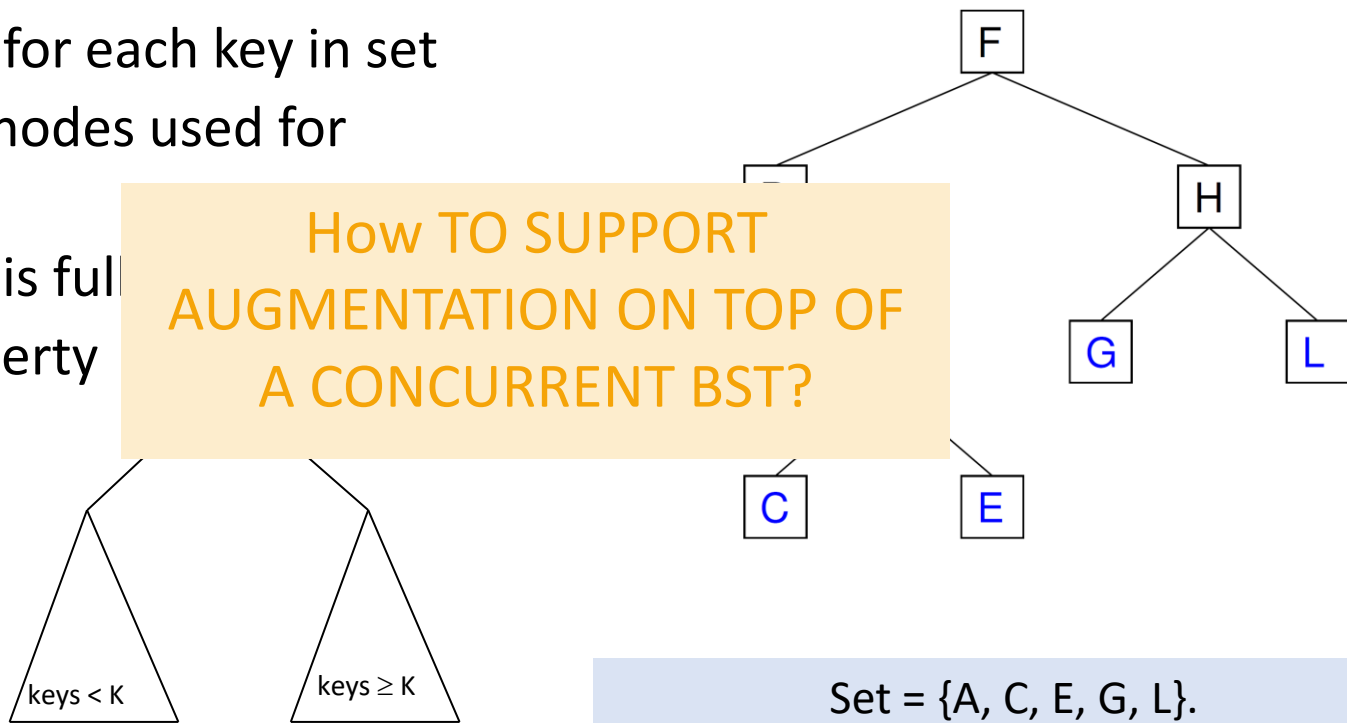 for each key in set
nodes used for
is full
erty
How TO SUPPORT
AUGMENTATION ON TOP OF
A CONCURRENT BST?
F
H
G
L
C
E
keys < K
keys ≥ K
Set = {A, C, E, G, L}.